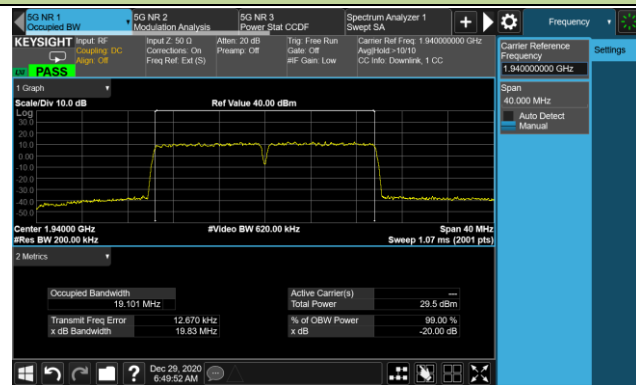 5G NR 1
Occupied BW
5G NR 2
Modulation Analysis
5G NR 3
Power Stat CCDF
Spectrum Analyzer 1
Swept SA
Frequency
KEYSIGHT
Input: RF
Coupling: DC
Align: Off
Input Z: 50 Ω
Corrections: On
Freq Ref: Ext (S)
Atten: 20 dB
Preamp: Off
Trig: Free Run
Gate: Off
#IF Gain: Low
Carrier Ref Freq: 1.940000000 GHz
Avg|Hold:>10/10
CC Info: Downlink, 1 CC
LXI
PASS
Carrier Reference
Frequency
1.940000000 GHz
Settings
Span
40.000 MHz
Auto Detect
Manual
1 Graph
Scale/Div 10.0 dB
Ref Value 40.00 dBm
Log
30.0
20.0
10.0
0.00
-10.0
-20.0
-30.0
-40.0
-50.0
Center 1.94000 GHz
#Video BW 620.00 kHz
Span 40 MHz
#Res BW 200.00 kHz
Sweep 1.07 ms (2001 pts)
2 Metrics
Occupied Bandwidth
19.101 MHz
Active Carrier(s)
---
Total Power
29.5 dBm
Transmit Freq Error
12.670 kHz
% of OBW Power
99.00 %
x dB Bandwidth
19.83 MHz
x dB
-20.00 dB
?
Dec 29, 2020
6:49:52 AM